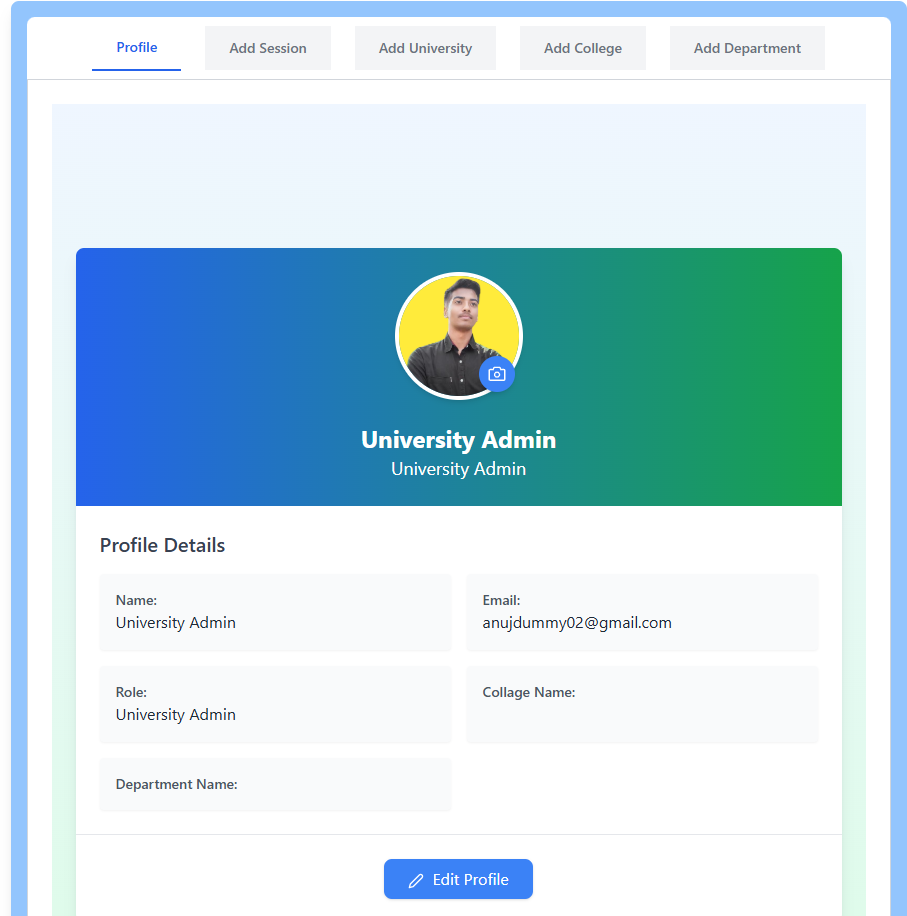 Profile
Add Session
Add University
Add College
Add Department
University Admin
University Admin
Profile Details
Name:
University Admin
Email:
anujdummy02@gmail.com
Role:
University Admin
Collage Name:
Department Name:
Edit Profile